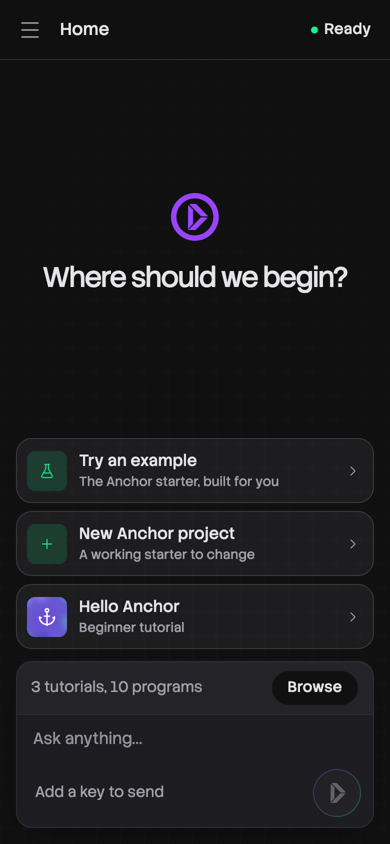 Home
Ready
Where should we begin?
Try an example
The Anchor starter, built for you
New Anchor project
A working starter to change
Hello Anchor
Beginner tutorial
3 tutorials, 10 programs
Browse
Ask anything...
Add a key to send